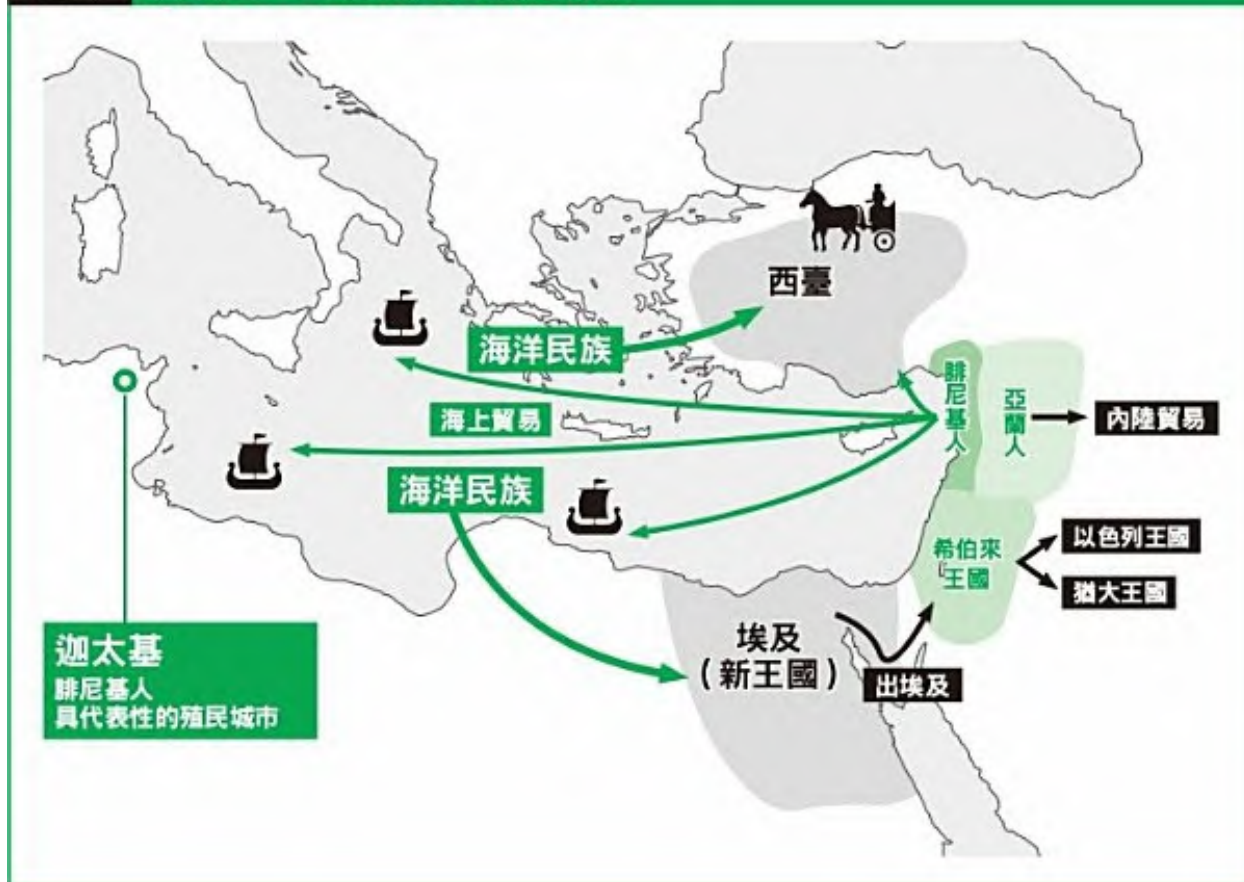 西臺
海洋民族
海上貿易
腓尼基人
亞蘭人
內陸貿易
海洋民族
希伯來
王國
以色列王國
猶大王國
埃及
（新王國）
出埃及
迦太基
腓尼基人
具代表性的殖民城市